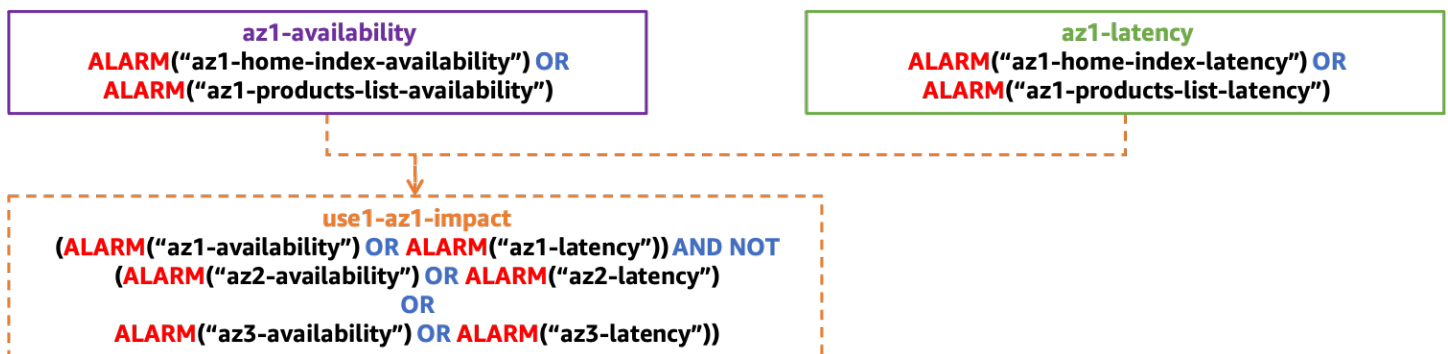 az1-availability
ALARM(“az1-home-index-availability”) OR
ALARM(“az1-products-list-availability”)
az1-latency
ALARM(“az1-home-index-latency”) OR
ALARM(“az1-products-list-latency”)
use1-az1-impact
(ALARM(“az1-availability”) OR ALARM(“az1-latency”)) AND NOT
(ALARM(“az2-availability”) OR ALARM(“az2-latency”)
OR
ALARM(“az3-availability”) OR ALARM(“az3-latency”))